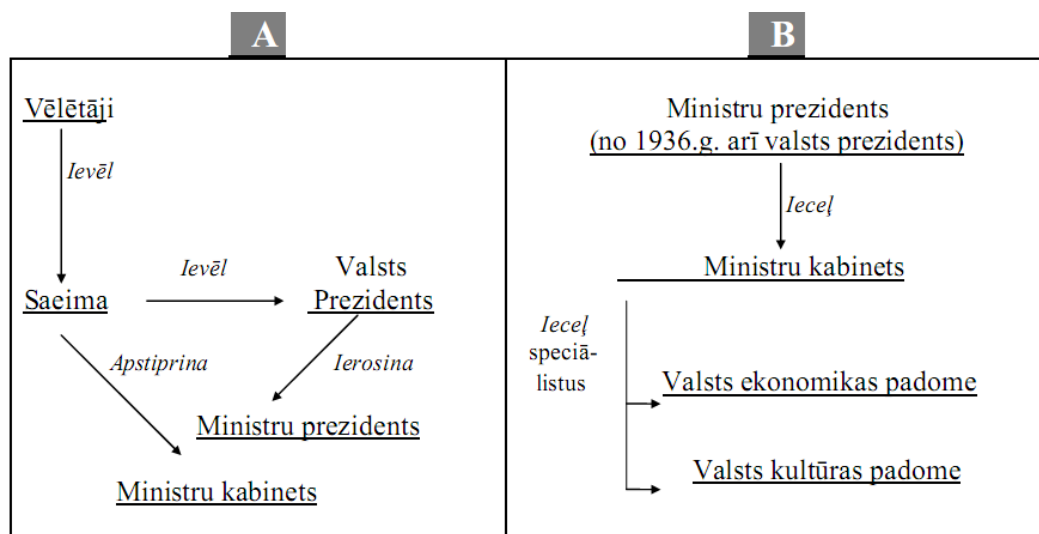 A
Vēlētāji
Ievēl
Ievēl
Valsts
Saeima
Prezidents
Apstiprina
Ierosina
Ministru prezidents
Ministru kabinets
B
Ministru prezidents
(no 1936.g. arī valsts prezidents)
Ieceļ
Ministru kabinets
Ieceļ
speciā-
listus
Valsts ekonomikas padome
Valsts kultūras padome